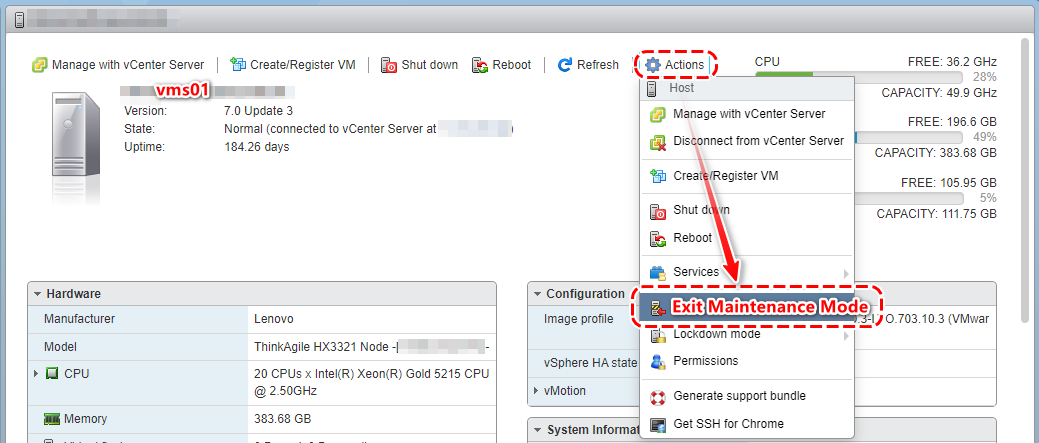 Manage with vCenter Server Create/Register VM Shut down Reboot Refresh Actions
vms01
Version: 7.0 Update 3
State: Normal (connected to vCenter Server at )
Uptime: 184.26 days
CPU FREE: 36.2 GHz
28%
CAPACITY: 49.9 GHz
FREE: 196.6 GB
49%
CAPACITY: 383.68 GB
FREE: 105.95 GB
5%
CAPACITY: 111.75 GB
Host
Manage with vCenter Server
Disconnect from vCenter Server
Create/Register VM
Shut down
Reboot
Services
Exit Maintenance Mode
Lockdown mode
Permissions
Generate support bundle
Get SSH for Chrome
Hardware
Manufacturer Lenovo
Model ThinkAgile HX3321 Node -[ ]-
CPU 20 CPUs x Intel(R) Xeon(R) Gold 5215 CPU
@ 2.50GHz
Memory 383.68 GB
Configuration
Image profile O.703.10.3 (VMwar
vSphere HA state
vMotion
System Informat